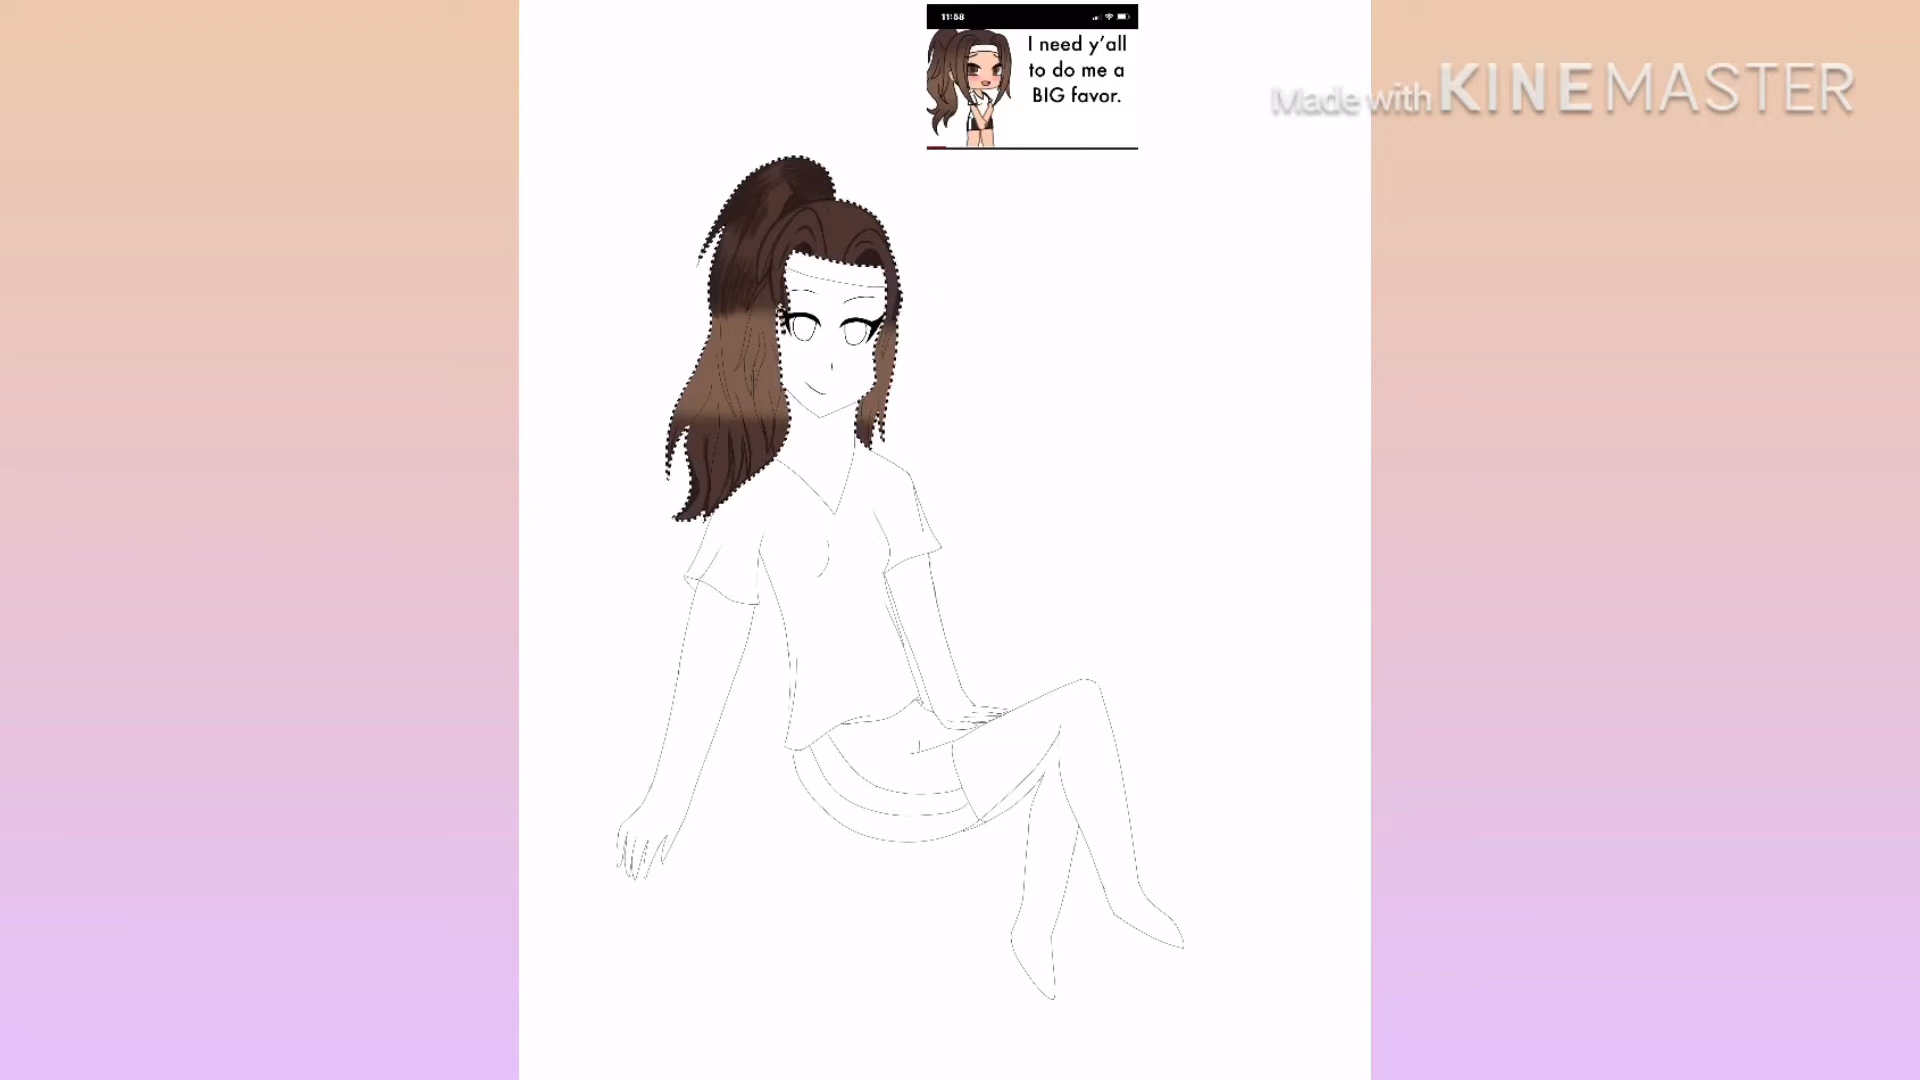 11:58
I need y'all
to do me a
BIG favor.
Made with KINEMASTER